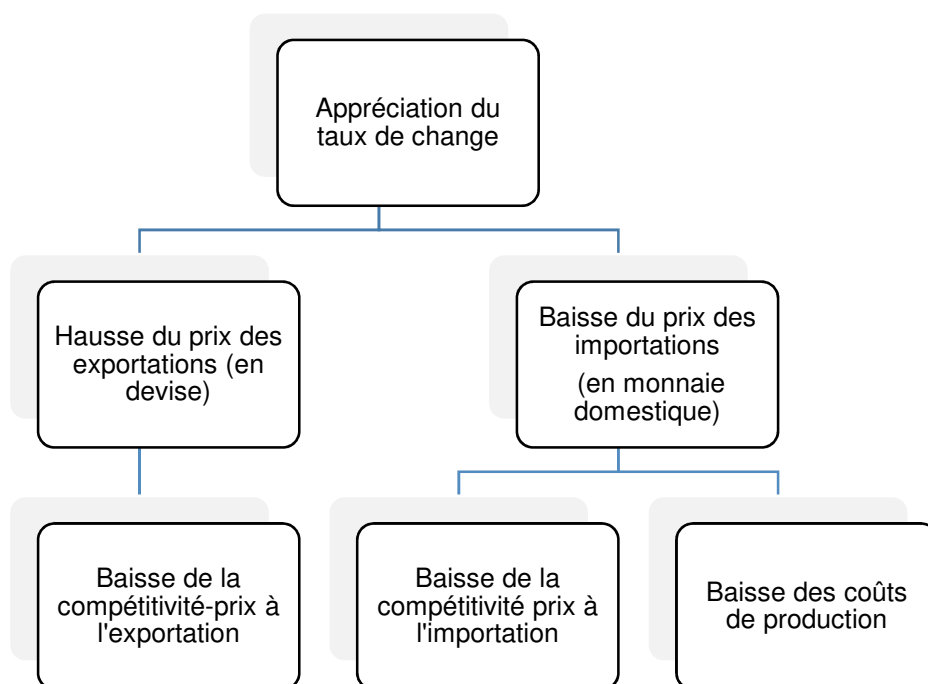 Appréciation du
taux de change
Hausse du prix des
exportations (en
devise)
Baisse du prix des
importations
(en monnaie
domestique)
Baisse de la
compétitivité-prix à
l'exportation
Baisse de la
compétitivité prix à
l'importation
Baisse des coûts
de production